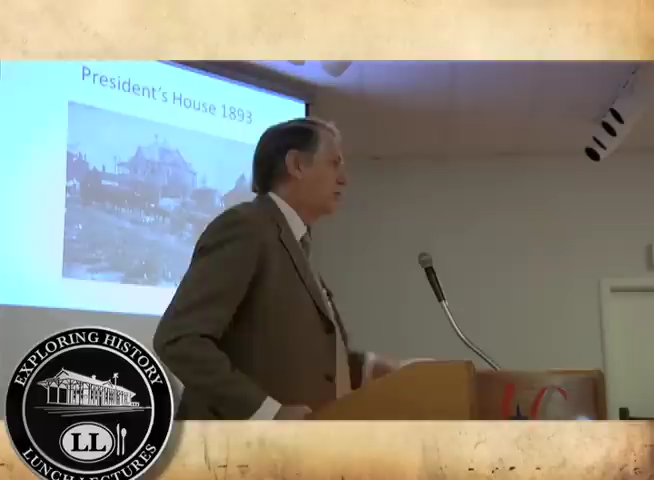 President's House 1893
EXPLORING HISTORY
LL
LUNCH LECTURES